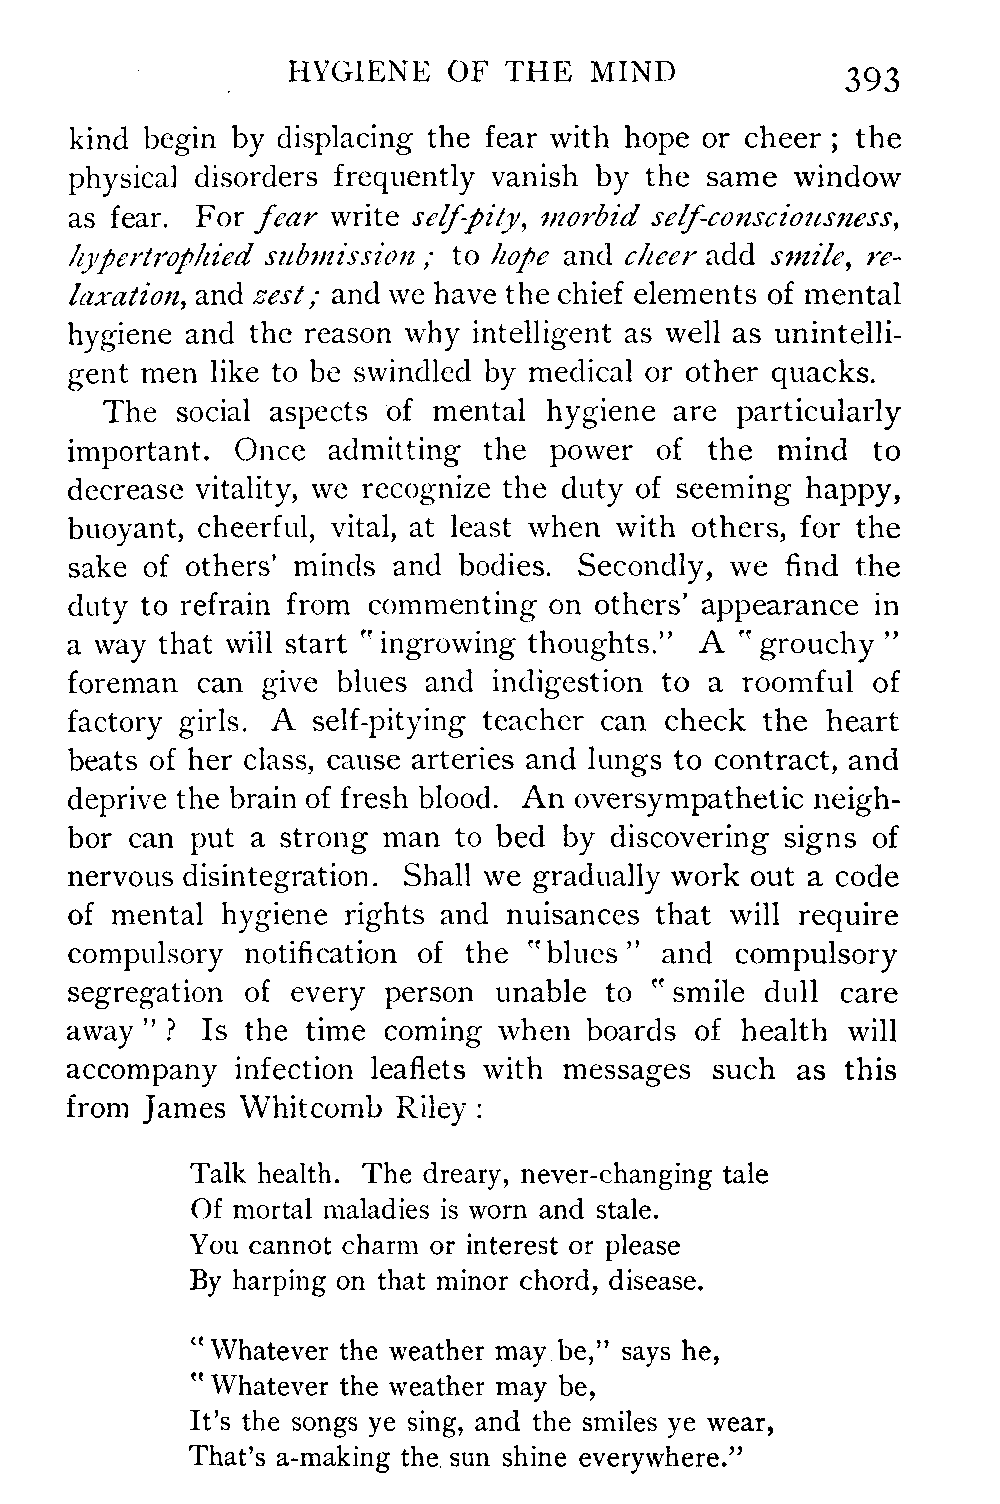 HYGIENE OF THE MIND 393
kind begin by displacing the fear with hope or cheer ; the
physical disorders frequently vanish by the same window
as fear. For fear write self-pity, morbid self-consciousness,
hypertrophied submission ; to hope and cheer add smile, re-
laxation, and zest ; and we have the chief elements of mental
hygiene and the reason why intelligent as well as unintelli-
gent men like to be swindled by medical or other quacks.
The social aspects of mental hygiene are particularly
important. Once admitting the power of the mind to
decrease vitality, we recognize the duty of seeming happy,
buoyant, cheerful, vital, at least when with others, for the
sake of others' minds and bodies. Secondly, we find the
duty to refrain from commenting on others' appearance in
a way that will start "ingrowing thoughts." A "grouchy"
foreman can give blues and indigestion to a roomful of
factory girls. A self-pitying teacher can check the heart
beats of her class, cause arteries and lungs to contract, and
deprive the brain of fresh blood. An oversympathetic neigh-
bor can put a strong man to bed by discovering signs of
nervous disintegration. Shall we gradually work out a code
of mental hygiene rights and nuisances that will require
compulsory notification of the "blues" and compulsory
segregation of every person unable to "smile dull care
away"? Is the time coming when boards of health will
accompany infection leaflets with messages such as this
from James Whitcomb Riley :
Talk health. The dreary, never-changing tale
Of mortal maladies is worn and stale.
You cannot charm or interest or please
By harping on that minor chord, disease.
"Whatever the weather may be," says he,
"Whatever the weather may be,
It's the songs ye sing, and the smiles ye wear,
That's a-making the sun shine everywhere."